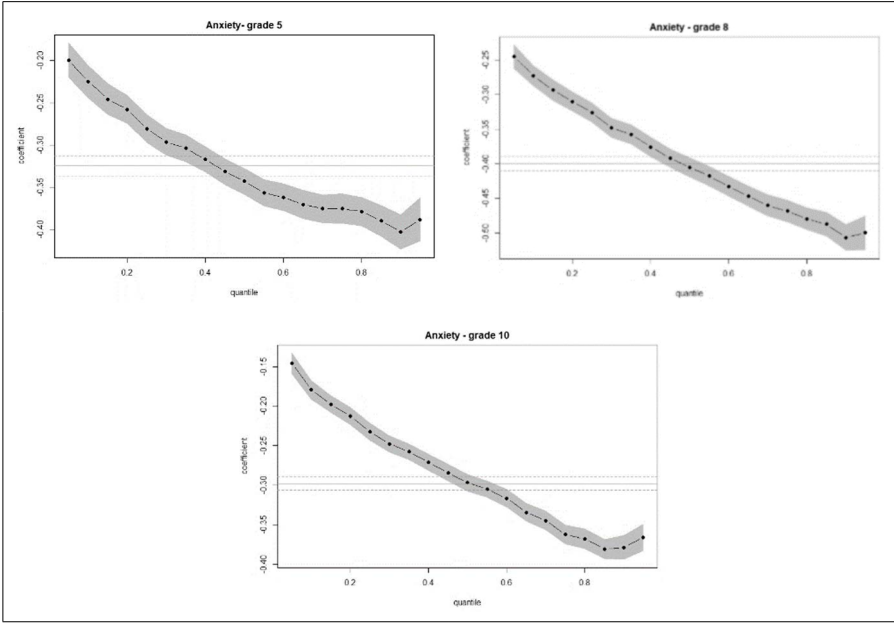 Anxiety- grade 5
coefficient
-0.20
-0.25
-0.30
-0.35
-0.40
0.2 0.4 0.6 0.8
quantile
Anxiety - grade 8
coefficient
-0.25
-0.30
-0.35
-0.40
-0.45
-0.50
0.2 0.4 0.6 0.8
quantile
Anxiety - grade 10
coefficient
-0.15
-0.20
-0.25
-0.30
-0.35
-0.40
0.2 0.4 0.6 0.8
quantile